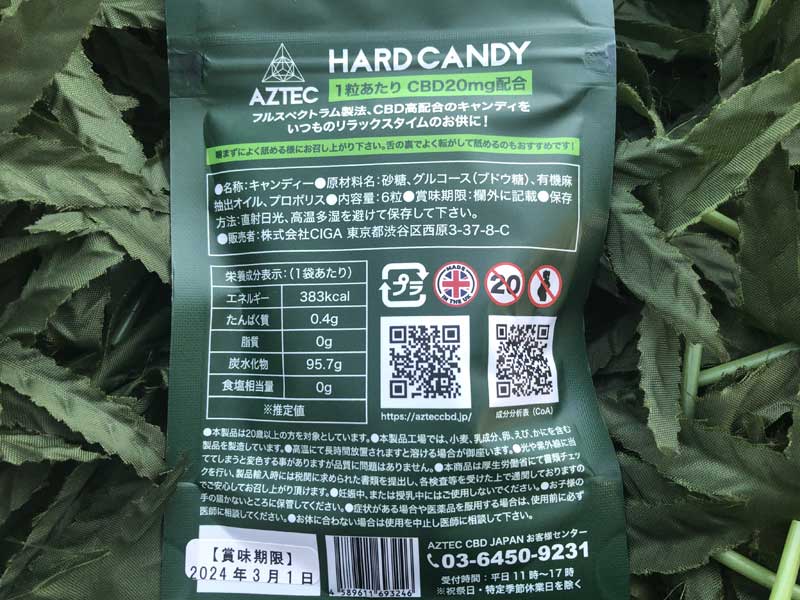 AZTEC
HARD CANDY
1粒あたり CBD20mg配合
フルスペクトラム製法、CBD高配合のキャンディを
いつものリラックスタイムのお供に!
噛まずによく舐める様にお召し上がり下さい。舌の裏でよく転がして舐めるのもおすすめです!
●名称:キャンディー●原材料名:砂糖、グルコース(ブドウ糖)、有機麻
抽出オイル、プロポリス●内容量:6粒●賞味期限:欄外に記載●保存
方法:直射日光、高温多湿を避けて保存して下さい。
●販売者:株式会社CIGA 東京都渋谷区西原3-37-8-C
栄養成分表示:(1袋あたり)
エネルギー 383kcal
たんぱく質 0.4g
脂質 0g
炭水化物 95.7g
食塩相当量 0g
※推定値
プラ
MADE
IN THE UK
20
https://azteccbd.jp/
成分分析表(CoA)
●本製品は20歳以上の方を対象としています。●本製品工場では、小麦、乳成分、卵、えび、かにを含む
製品を製造しています。●高温にて長時間放置されますと溶ける場合が御座います。●光や紫外線に当
ててしまうと変色する事がありますが品質に問題はありません。●本商品は厚生労働省にて書類チェッ
クを行い、製品輸入時には税関に求められた書類を提出し、各検査等を受けた上で通関しておりますの
でご安心してお召し上がり頂けます。●妊娠中、または授乳中にはご使用しないでください。●お子様の
手の届かないところに保管してください。●症状がある場合や医薬品を服用する場合は、使用前に必ず
医師に相談してください。●お体に合わない場合は使用を中止し医師に相談して下さい。
【賞味期限】
2024年3月1日
4589611693246
AZTEC CBD JAPAN お客様センター
03-6450-9231
受付時間:平日11時〜17時
※祝祭日・特定季節休業日を除く